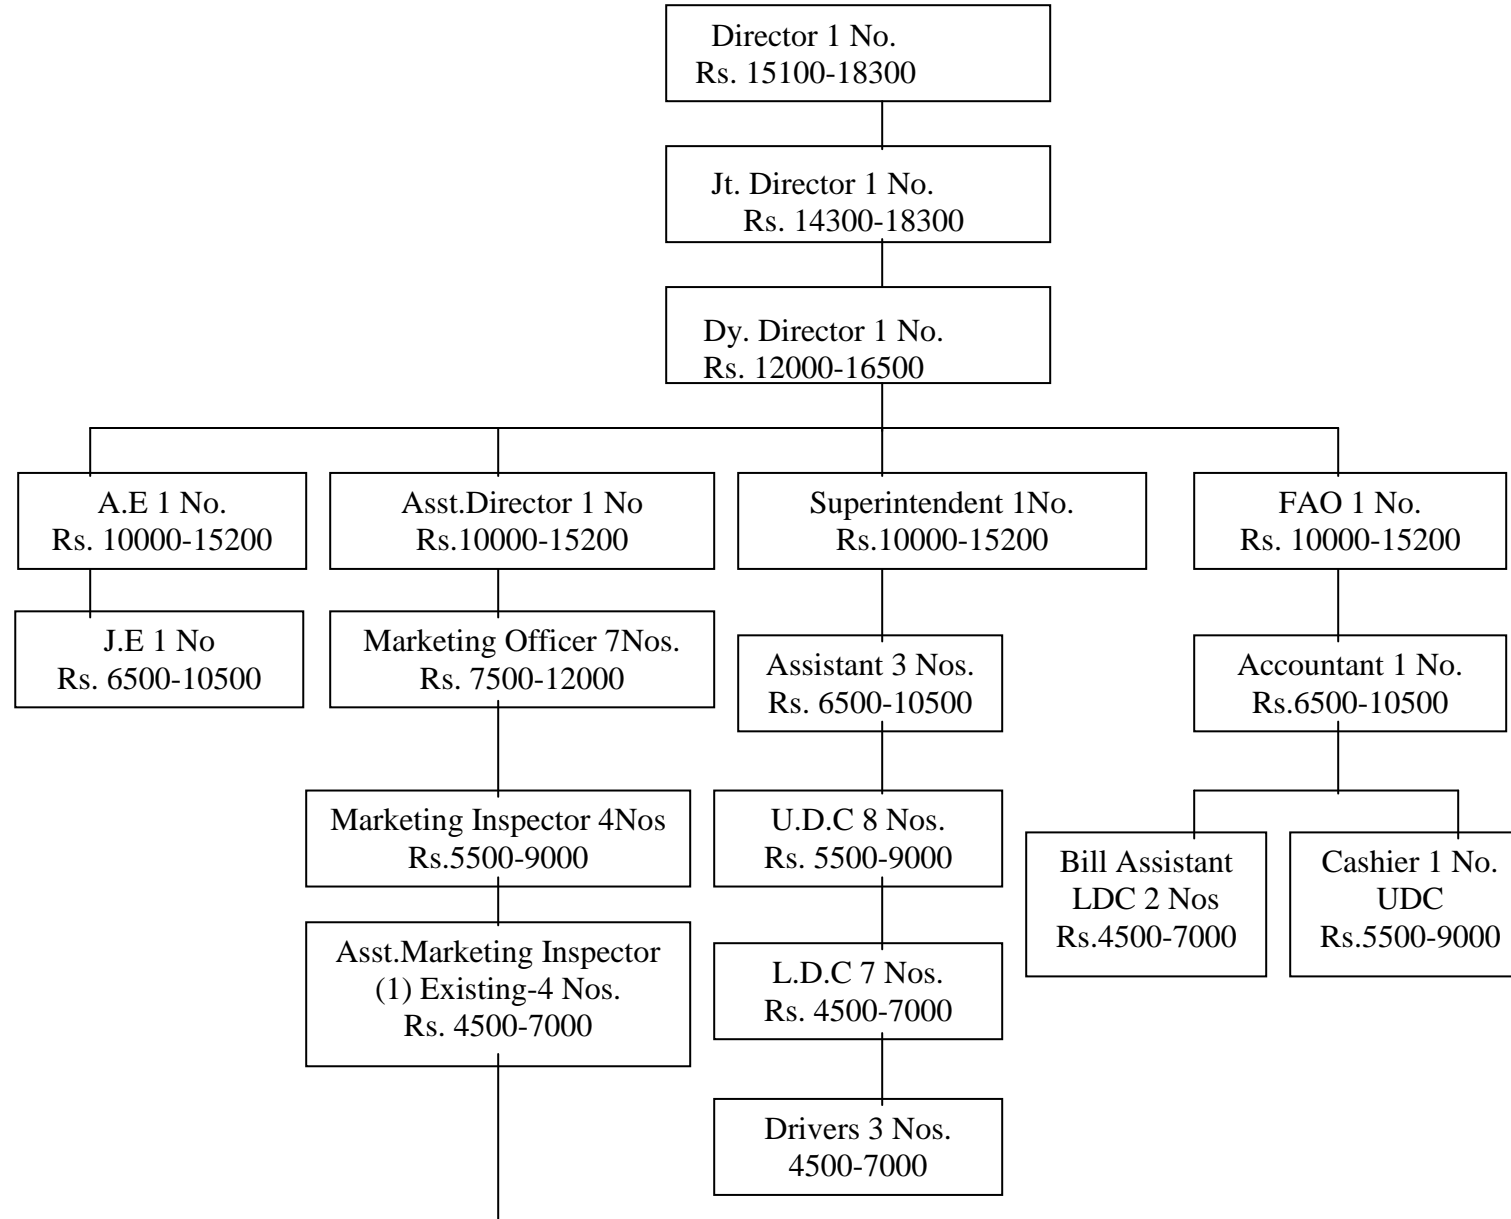 Director 1 No.
Rs. 15100-18300
Jt. Director 1 No.
Rs. 14300-18300
Dy. Director 1 No.
Rs. 12000-16500
A.E 1 No.
Rs. 10000-15200
Asst.Director 1 No
Rs.10000-15200
Superintendent 1No.
Rs.10000-15200
FAO 1 No.
Rs. 10000-15200
J.E 1 No
Rs. 6500-10500
Marketing Officer 7Nos.
Rs. 7500-12000
Assistant 3 Nos.
Rs. 6500-10500
Accountant 1 No.
Rs.6500-10500
Marketing Inspector 4Nos
Rs.5500-9000
U.D.C 8 Nos.
Rs. 5500-9000
Bill Assistant
LDC 2 Nos
Rs.4500-7000
Cashier 1 No.
UDC
Rs.5500-9000
Asst.Marketing Inspector
(1) Existing-4 Nos.
Rs. 4500-7000
L.D.C 7 Nos.
Rs. 4500-7000
Drivers 3 Nos.
4500-7000